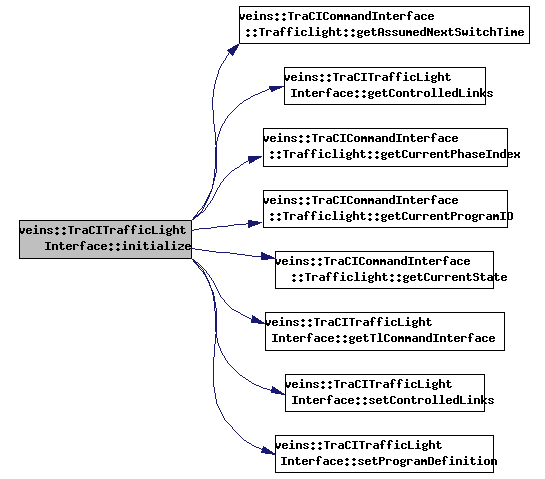 veins::TraCICommandInterface
::Trafficlight::getAssumedNextSwitchTime
veins::TraCITrafficLight
Interface::getControlledLinks
veins::TraCICommandInterface
::Trafficlight::getCurrentPhaseIndex
veins::TraCICommandInterface
::Trafficlight::getCurrentProgramID
veins::TraCITrafficLight
Interface::initialize
veins::TraCICommandInterface
::Trafficlight::getCurrentState
veins::TraCITrafficLight
Interface::getTlCommandInterface
veins::TraCITrafficLight
Interface::setControlledLinks
veins::TraCITrafficLight
Interface::setProgramDefinition